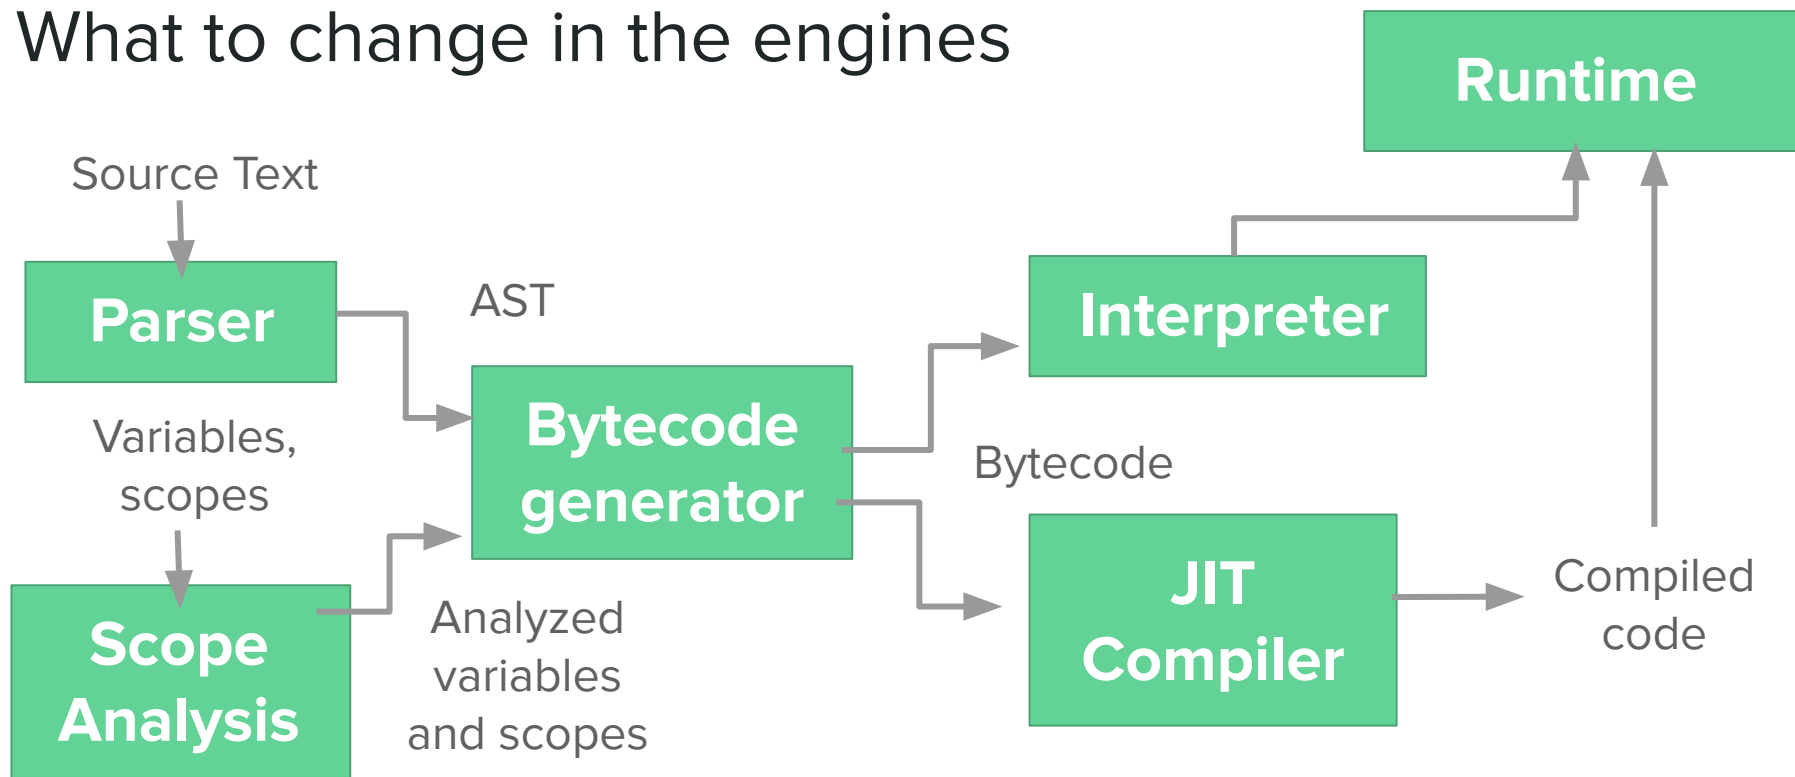 What to change in the engines
Runtime
Source Text
Parser
AST
Interpreter
Variables,
scopes
Bytecode
generator
Bytecode
Scope
Analysis
Analyzed
variables
and scopes
JIT
Compiler
Compiled
code